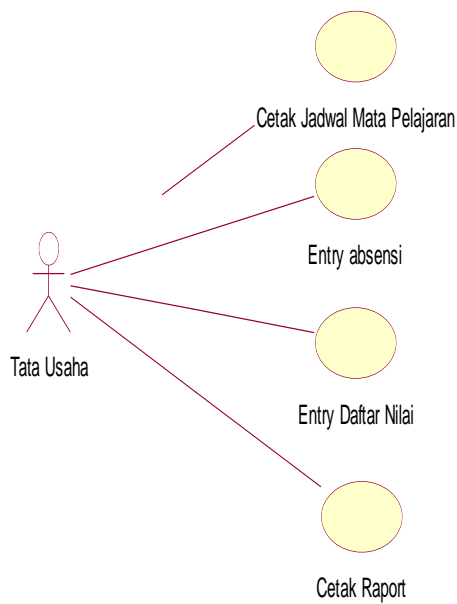 Cetak Jadwal Mata Pelajaran
Entry absensi
Tata Usaha
Entry Daftar Nilai
Cetak Raport